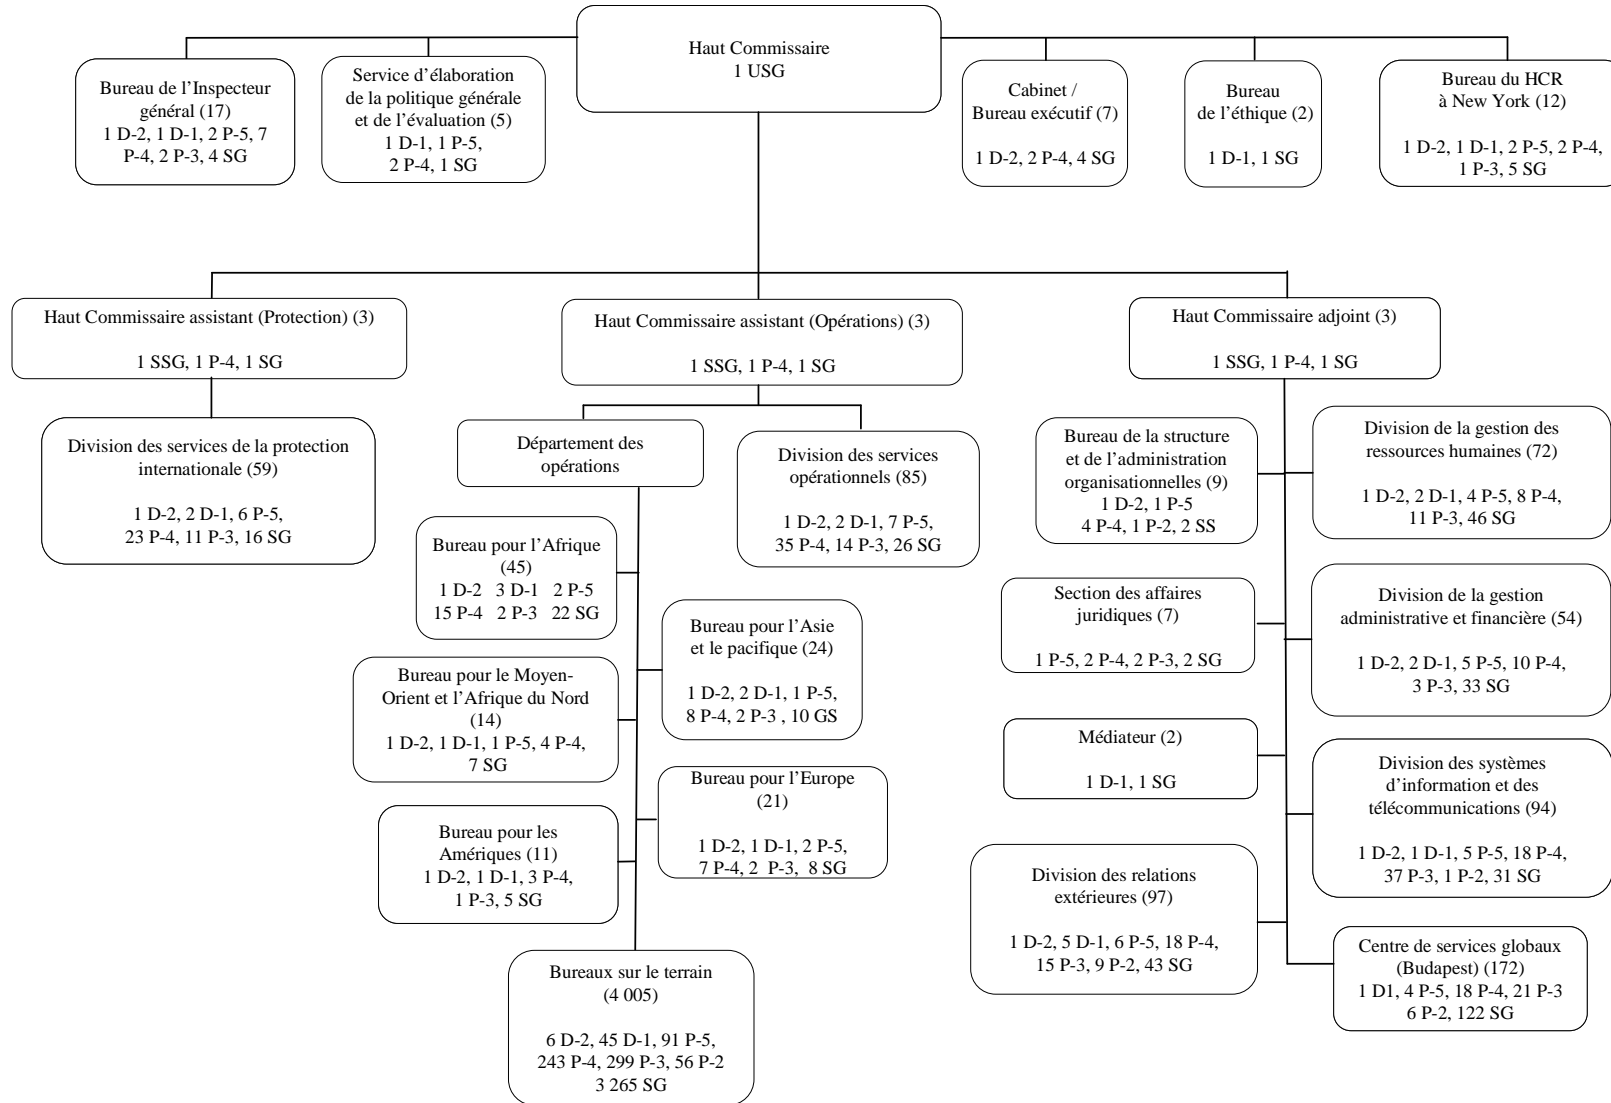 Haut Commissaire
1 USG
Bureau de l’Inspecteur
général (17)
1 D-2, 1 D-1, 2 P-5, 7
P-4, 2 P-3, 4 SG
Service d’élaboration
de la politique générale
et de l’évaluation (5)
1 D-1, 1 P-5,
2 P-4, 1 SG
Cabinet /
Bureau exécutif (7)
1 D-2, 2 P-4, 4 SG
Bureau
de l’éthique (2)
1 D-1, 1 SG
Bureau du HCR
à New York (12)
1 D-2, 1 D-1, 2 P-5, 2 P-4,
1 P-3, 5 SG
Haut Commissaire assistant (Protection) (3)
1 SSG, 1 P-4, 1 SG
Haut Commissaire assistant (Opérations) (3)
1 SSG, 1 P-4, 1 SG
Haut Commissaire adjoint (3)
1 SSG, 1 P-4, 1 SG
Division des services de la protection
internationale (59)
1 D-2, 2 D-1, 6 P-5,
23 P-4, 11 P-3, 16 SG
Département des
opérations
Division des services
opérationnels (85)
1 D-2, 2 D-1, 7 P-5,
35 P-4, 14 P-3, 26 SG
Bureau pour l’Afrique
(45)
1 D-2 3 D-1 2 P-5
15 P-4 2 P-3 22 SG
Bureau pour l’Asie
et le pacifique (24)
1 D-2, 2 D-1, 1 P-5,
8 P-4, 2 P-3 , 10 GS
Bureau pour le Moyen-
Orient et l’Afrique du Nord
(14)
1 D-2, 1 D-1, 1 P-5, 4 P-4,
7 SG
Bureau pour l’Europe
(21)
1 D-2, 1 D-1, 2 P-5,
7 P-4, 2 P-3, 8 SG
Bureau pour les
Amériques (11)
1 D-2, 1 D-1, 3 P-4,
1 P-3, 5 SG
Bureaux sur le terrain
(4 005)
6 D-2, 45 D-1, 91 P-5,
243 P-4, 299 P-3, 56 P-2
3 265 SG
Bureau de la structure
et de l’administration
organisationnelles (9)
1 D-2, 1 P-5
4 P-4, 1 P-2, 2 SS
Division de la gestion des
ressources humaines (72)
1 D-2, 2 D-1, 4 P-5, 8 P-4,
11 P-3, 46 SG
Section des affaires
juridiques (7)
1 P-5, 2 P-4, 2 P-3, 2 SG
Division de la gestion
administrative et financière (54)
1 D-2, 2 D-1, 5 P-5, 10 P-4,
3 P-3, 33 SG
Médiateur (2)
1 D-1, 1 SG
Division des systèmes
d’information et des
télécommunications (94)
1 D-2, 1 D-1, 5 P-5, 18 P-4,
37 P-3, 1 P-2, 31 SG
Division des relations
extérieures (97)
1 D-2, 5 D-1, 6 P-5, 18 P-4,
15 P-3, 9 P-2, 43 SG
Centre de services globaux
(Budapest) (172)
1 D1, 4 P-5, 18 P-4, 21 P-3
6 P-2, 122 SG